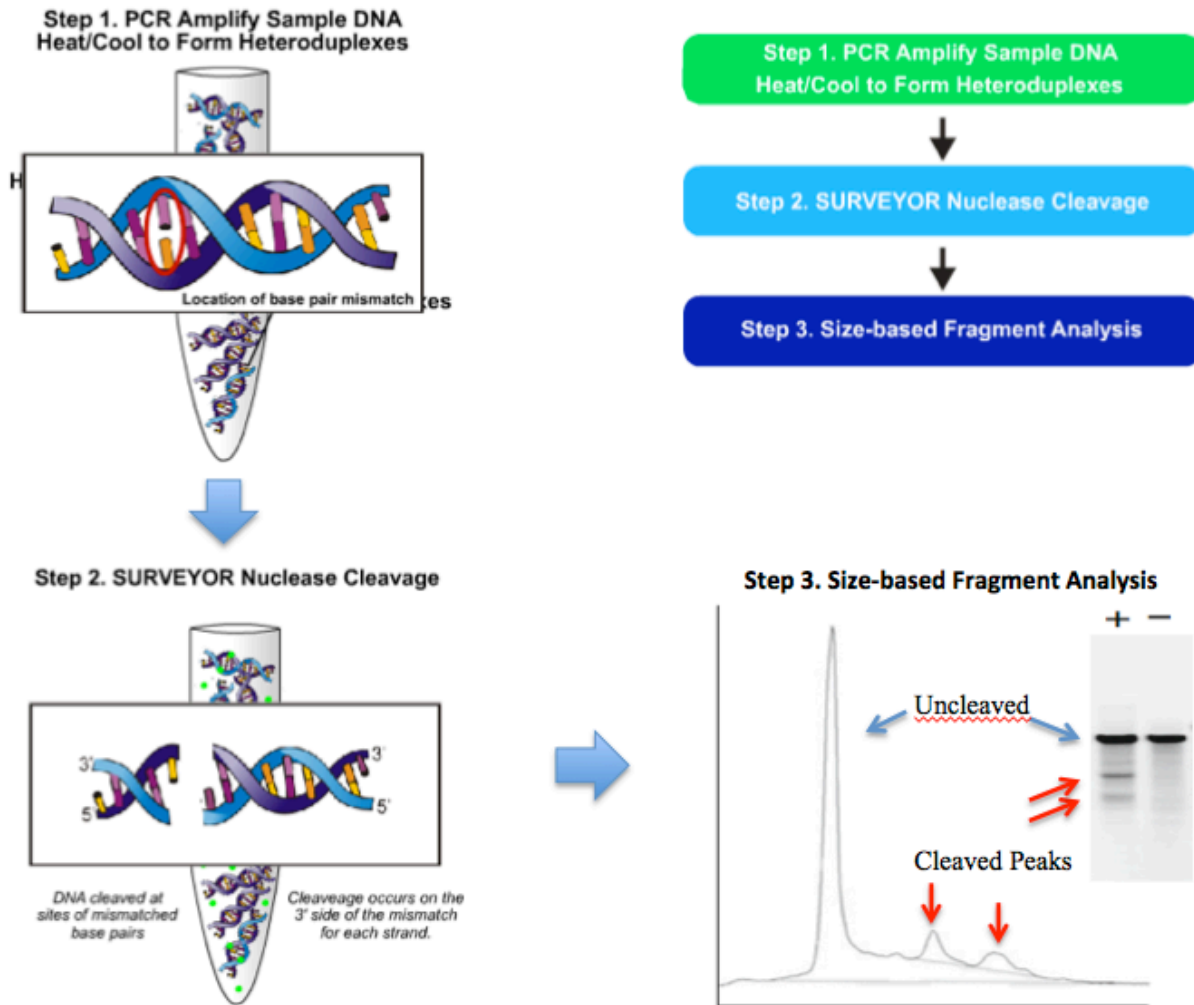 Step 1. PCR Amplify Sample DNA
Heat/Cool to Form Heteroduplexes
H
Location of base pair mismatch
xes
Step 1. PCR Amplify Sample DNA
Heat/Cool to Form Heteroduplexes
Step 2. SURVEYOR Nuclease Cleavage
Step 3. Size-based Fragment Analysis
Step 2. SURVEYOR Nuclease Cleavage
3'
5'
3'
5'
DNA cleaved at
sites of mismatched
base pairs
Cleaveage occurs on the
3' side of the mismatch
for each strand.
Step 3. Size-based Fragment Analysis
+ −
Uncleaved
Cleaved Peaks